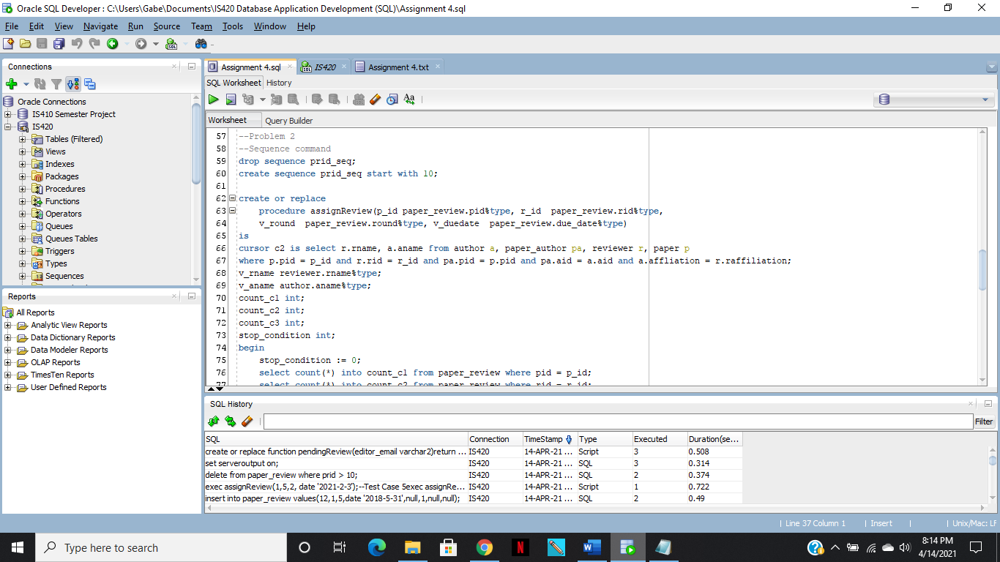 Oracle SQL Developer : C:\Users\Gabe\Documents\IS420 Database Application Development (SQL)\Assignment 4.sql
File Edit View Navigate Run Source Team Tools Window Help
Connections
Oracle Connections
IS410 Semester Project
IS420
Tables (Filtered)
Views
Indexes
Packages
Procedures
Functions
Operators
Queues
Queues Tables
Triggers
Types
Sequences
Reports
All Reports
Analytic View Reports
Data Dictionary Reports
Data Modeler Reports
OLAP Reports
TimesTen Reports
User Defined Reports
Assignment 4.sql IS420 Assignment 4.txt
SQL Worksheet History
Worksheet Query Builder
57 --Problem 2
58 --Sequence command
59 drop sequence prid_seq;
60 create sequence prid_seq start with 10;
61
62 create or replace
63 procedure assignReview(p_id paper_review.pid%type, r_id paper_review.rid%type,
64 v_round paper_review.round%type, v_duedate paper_review.due_date%type)
65 is
66 cursor c2 is select r.rname, a.aname from author a, paper_author pa, reviewer r, paper p
67 where p.pid = p_id and r.rid = r_id and pa.pid = p.pid and pa.aid = a.aid and a.affliation = r.raffiliation;
68 v_rname reviewer.rname%type;
69 v_aname author.aname%type;
70 count_c1 int;
71 count_c2 int;
72 count_c3 int;
73 stop_condition int;
74 begin
75 stop_condition := 0;
76 select count(*) into count_c1 from paper_review where pid = p_id;
77 select count(*) into count_c2 from paper_review where rid = r_id;
SQL History
Filter
SQL Connection TimeStamp Type Executed Duration(se...
create or replace function pendingReview(editor_email varchar2)return ... IS420 14-APR-21 ... Script 3 0.508
set serveroutput on; IS420 14-APR-21 ... SQL 3 0.314
delete from paper_review where prid > 10; IS420 14-APR-21 ... SQL 2 0.374
exec assignReview(1,5,2, date '2021-2-3');--Test Case 5exec assignRe... IS420 14-APR-21 ... Script 1 0.722
insert into paper_review values(12,1,5,date '2018-5-31',null,1,null,null); IS420 14-APR-21 ... SQL 2 0.49
Line 37 Column 1 Insert Unix/Mac: LF
Type here to search
8:14 PM
4/14/2021